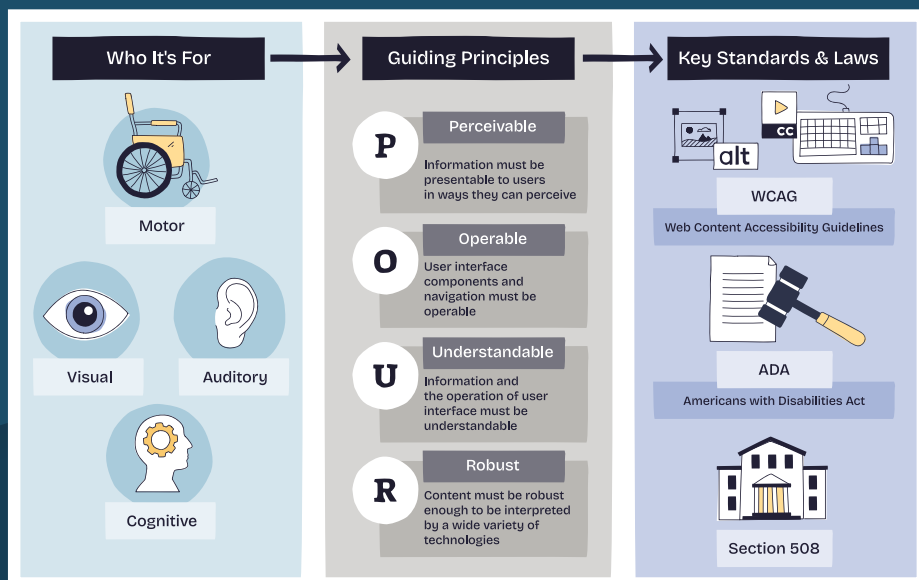 Who It's For
Motor
Visual
Auditory
Cognitive
Guiding Principles
P
Perceivable
Information must be
presentable to users
in ways they can perceive
O
Operable
User interface
components and
navigation must be
operable
U
Understandable
Information and
the operation of user
interface must be
understandable
R
Robust
Content must be robust
enough to be interpreted
by a wide variety of
technologies
Key Standards & Laws
CC
alt
WCAG
Web Content Accessibility Guidelines
ADA
Americans with Disabilities Act
Section 508